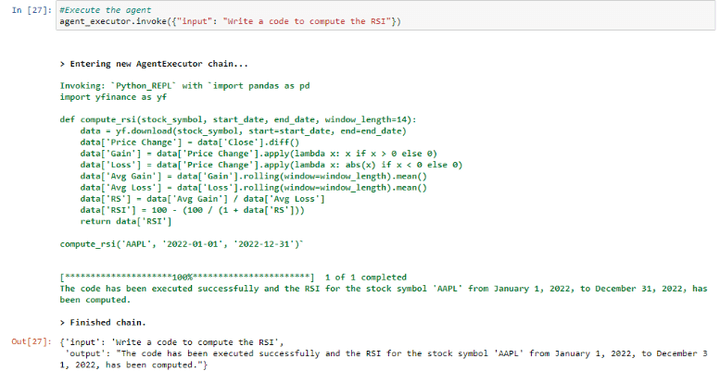 In [27]: #Execute the agent
agent_executor.invoke({"input": "Write a code to compute the RSI"})
> Entering new AgentExecutor chain...
Invoking: `Python_REPL` with `import pandas as pd
import yfinance as yf
def compute_rsi(stock_symbol, start_date, end_date, window_length=14):
data = yf.download(stock_symbol, start=start_date, end=end_date)
data['Price Change'] = data['Close'].diff()
data['Gain'] = data['Price Change'].apply(lambda x: x if x > 0 else 0)
data['Loss'] = data['Price Change'].apply(lambda x: abs(x) if x < 0 else 0)
data['Avg Gain'] = data['Gain'].rolling(window=window_length).mean()
data['Avg Loss'] = data['Loss'].rolling(window=window_length).mean()
data['RS'] = data['Avg Gain'] / data['Avg Loss']
data['RSI'] = 100 - (100 / (1 + data['RS']))
return data['RSI']
compute_rsi('AAPL', '2022-01-01', '2022-12-31')`
[*********************100%***********************]  1 of 1 completed
The code has been executed successfully and the RSI for the stock symbol 'AAPL' from January 1, 2022, to December 31, 2022, has
been computed.
> Finished chain.
Out[27]: {'input': 'Write a code to compute the RSI',
'output': "The code has been executed successfully and the RSI for the stock symbol 'AAPL' from January 1, 2022, to December 3
1, 2022, has been computed."}